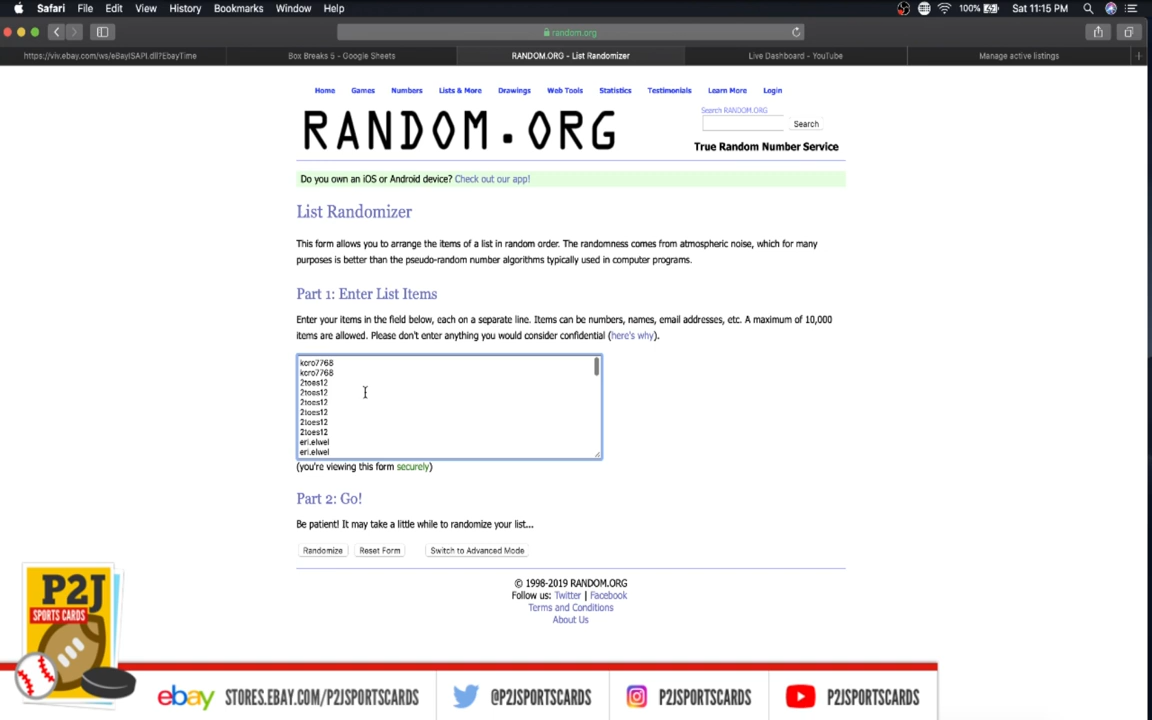 Safari File Edit View History Bookmarks Window Help 100% Sat 11:15 PM
random.org
https://viv.ebay.com/ws/eBayISAPI.dll?EbayTime Box Breaks 5 - Google Sheets RANDOM.ORG - List Randomizer Live Dashboard - YouTube Manage active listings
Home Games Numbers Lists & More Drawings Web Tools Statistics Testimonials Learn More Login
RANDOM.ORG
Search RANDOM.ORG
Search
True Random Number Service
Do you own an iOS or Android device? Check out our app!
List Randomizer
This form allows you to arrange the items of a list in random order. The randomness comes from atmospheric noise, which for many
purposes is better than the pseudo-random number algorithms typically used in computer programs.
Part 1: Enter List Items
Enter your items in the field below, each on a separate line. Items can be numbers, names, email addresses, etc. A maximum of 10,000
items are allowed. Please don't enter anything you would consider confidential (here's why).
kcro7768
kcro7768
2toes12
2toes12
2toes12
2toes12
2toes12
2toes12
eri.elwel
eri.elwel
(you're viewing this form securely)
Part 2: Go!
Be patient! It may take a little while to randomize your list...
Randomize Reset Form Switch to Advanced Mode
© 1998-2019 RANDOM.ORG
Follow us: Twitter | Facebook
Terms and Conditions
About Us
P2J
SPORTS CARDS
ebay STORES.EBAY.COM/P2JSPORTSCARDS @P2JSPORTSCARDS P2JSPORTSCARDS P2JSPORTSCARDS